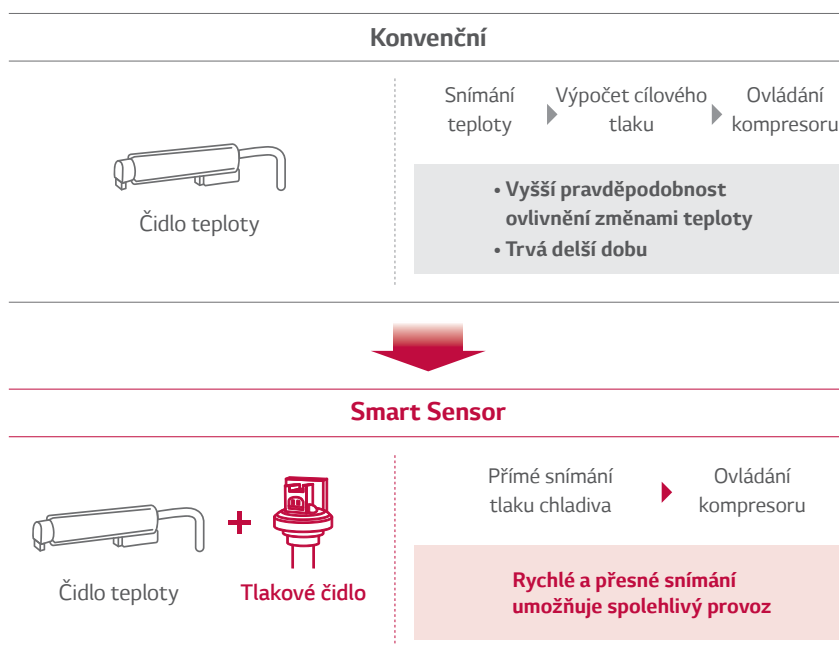 Konvenční
Snímání
teploty
Výpočet cílového
tlaku
Ovládání
kompresoru
Čidlo teploty
• Vyšší pravděpodobnost
ovlivnění změnami teploty
• Trvá delší dobu
Smart Sensor
Přímé snímání
tlaku chladiva
Ovládání
kompresoru
+
Čidlo teploty
Tlakové čidlo
Rychlé a přesné snímání
umožňuje spolehlivý provoz